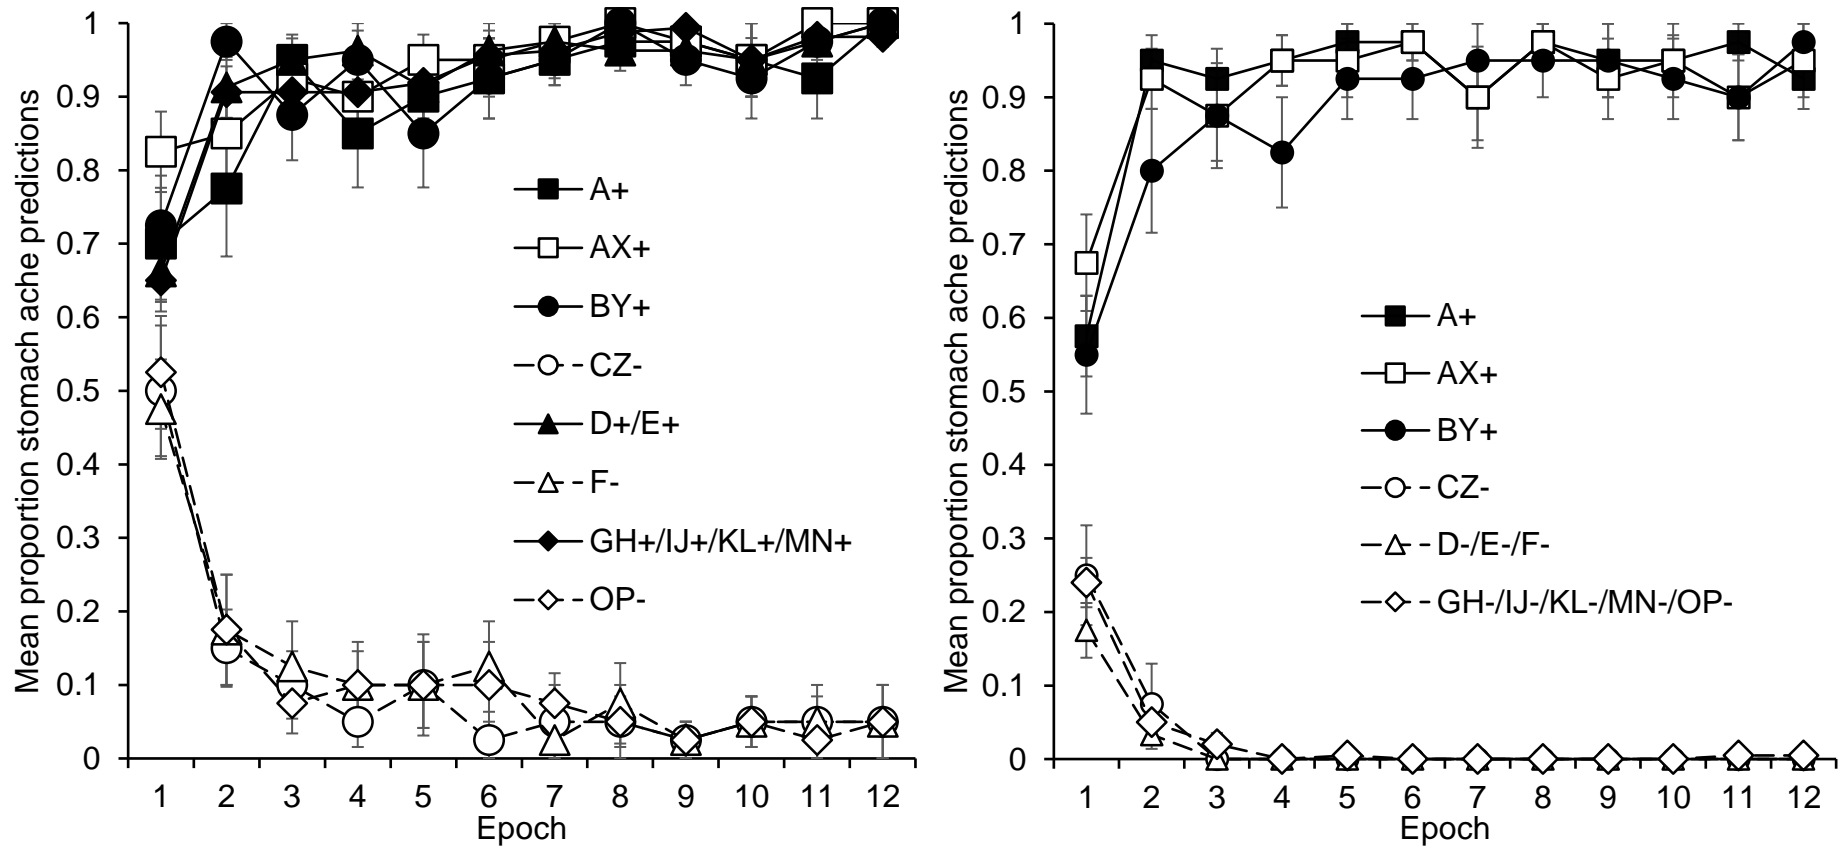 Mean proportion stomach ache predictions
1
0.9
0.8
0.7
0.6
0.5
0.4
0.3
0.2
0.1
0
A+
AX+
BY+
CZ-
D+/E+
F-
GH+/IJ+/KL+/MN+
OP-
1 2 3 4 5 6 7 8 9 10 11 12
Epoch
Mean proportion stomach ache predictions
1
0.9
0.8
0.7
0.6
0.5
0.4
0.3
0.2
0.1
0
A+
AX+
BY+
CZ-
D-/E-/F-
GH-/IJ-/KL-/MN-/OP-
1 2 3 4 5 6 7 8 9 10 11 12
Epoch